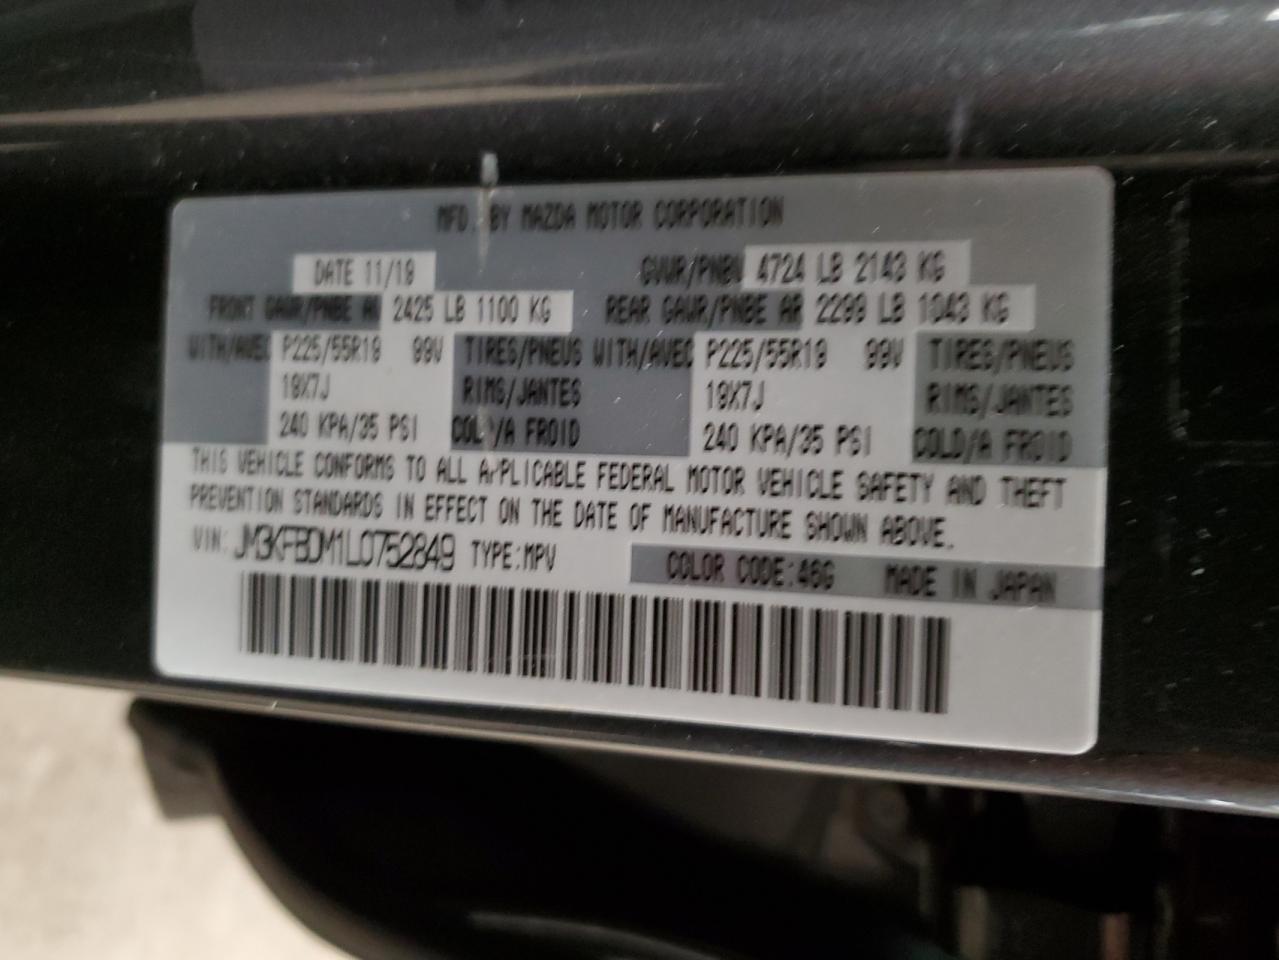 MFD. BY MAZDA MOTOR CORPORATION
DATE 11/19 GVWR/PNBV 4724 LB 2143 KG
FRONT GAWR/PNBE AV 2425 LB 1100 KG REAR GAWR/PNBE AR 2299 LB 1043 KG
WITH/AVEC P225/55R19 99V TIRES/PNEUS WITH/AVEC P225/55R19 99V TIRES/PNEUS
19X7J RIMS/JANTES 19X7J RIMS/JANTES
240 KPA/35 PSI COLD/A FROID 240 KPA/35 PSI COLD/A FROID
THIS VEHICLE CONFORMS TO ALL APPLICABLE FEDERAL MOTOR VEHICLE SAFETY AND THEFT
PREVENTION STANDARDS IN EFFECT ON THE DATE OF MANUFACTURE SHOWN ABOVE.
VIN: JM3KFBDM1L0752849 TYPE:MPV COLOR CODE:46G MADE IN JAPAN